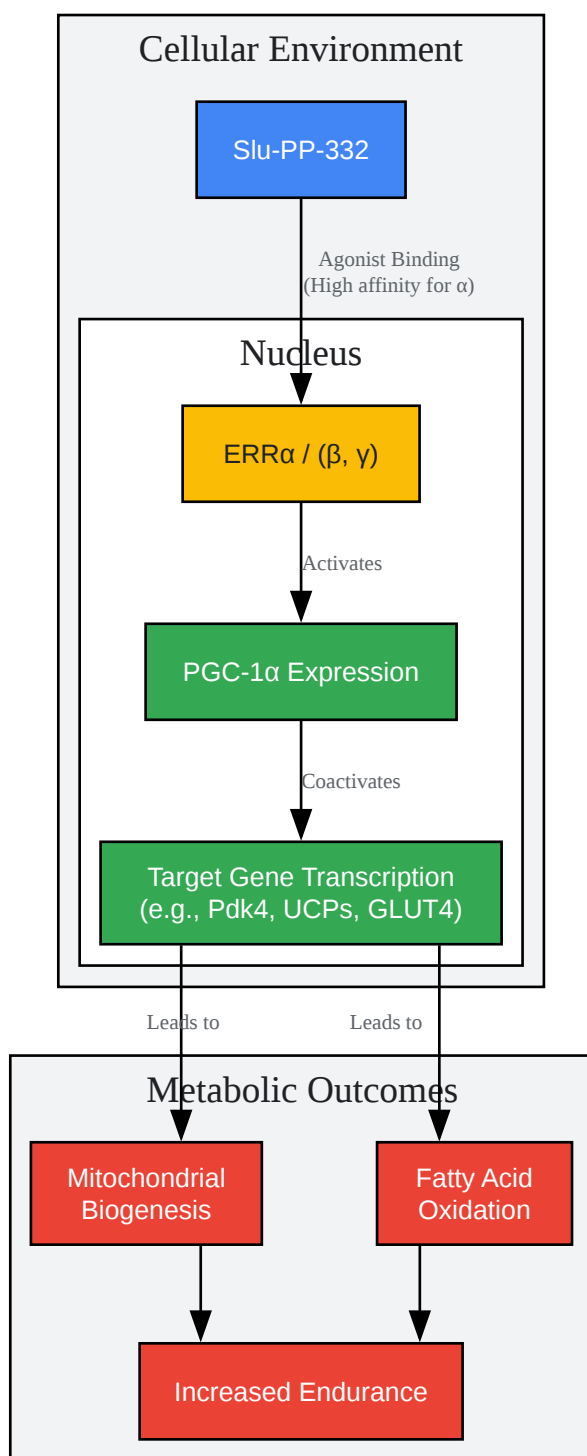 Cellular Environment
Slu-PP-332
Agonist Binding
(High affinity for α)
Nucleus
ERRα / (β, γ)
Activates
PGC-1α Expression
Coactivates
Target Gene Transcription
(e.g., Pdk4, UCPs, GLUT4)
Leads to
Leads to
Metabolic Outcomes
Mitochondrial
Biogenesis
Fatty Acid
Oxidation
Increased Endurance